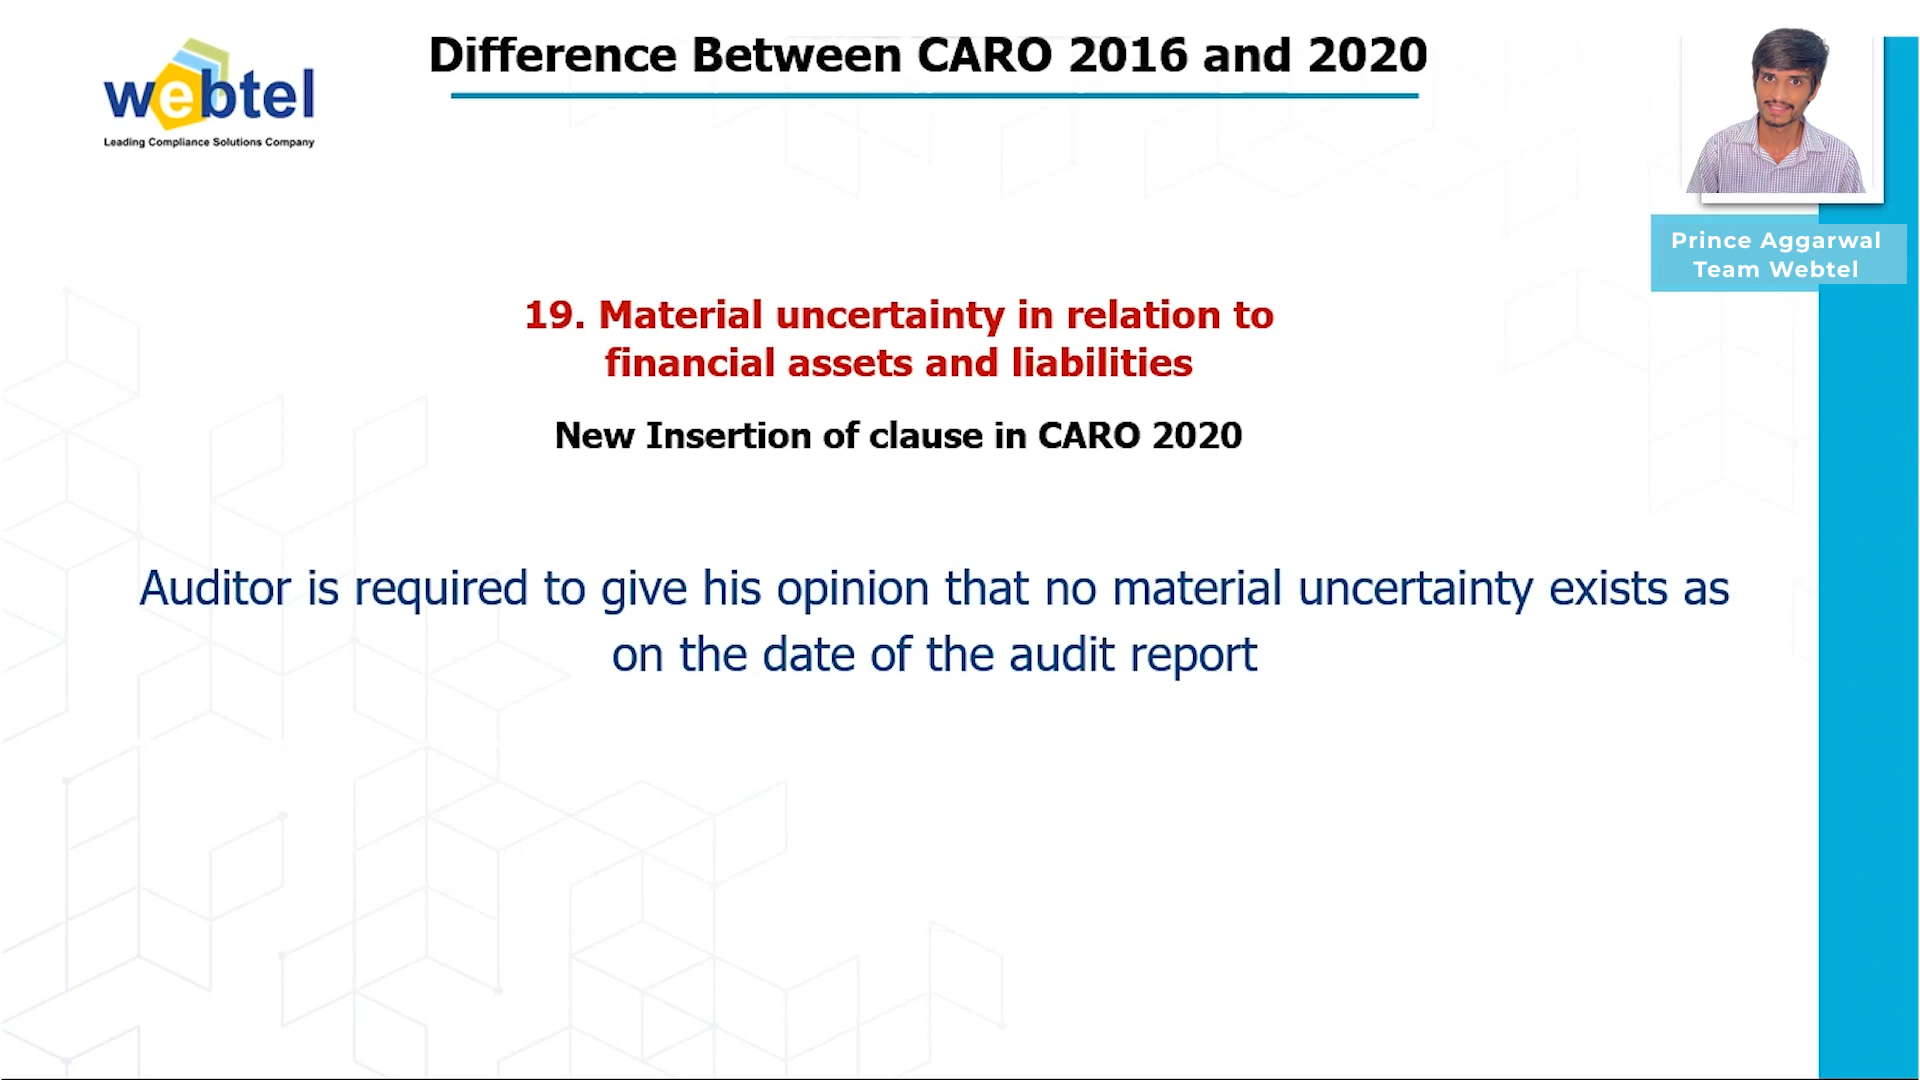 Difference Between CARO 2016 and 2020
webtel
Leading Compliance Solutions Company
Prince Aggarwal
Team Webtel
19. Material uncertainty in relation to
financial assets and liabilities
New Insertion of clause in CARO 2020
Auditor is required to give his opinion that no material uncertainty exists as
on the date of the audit report